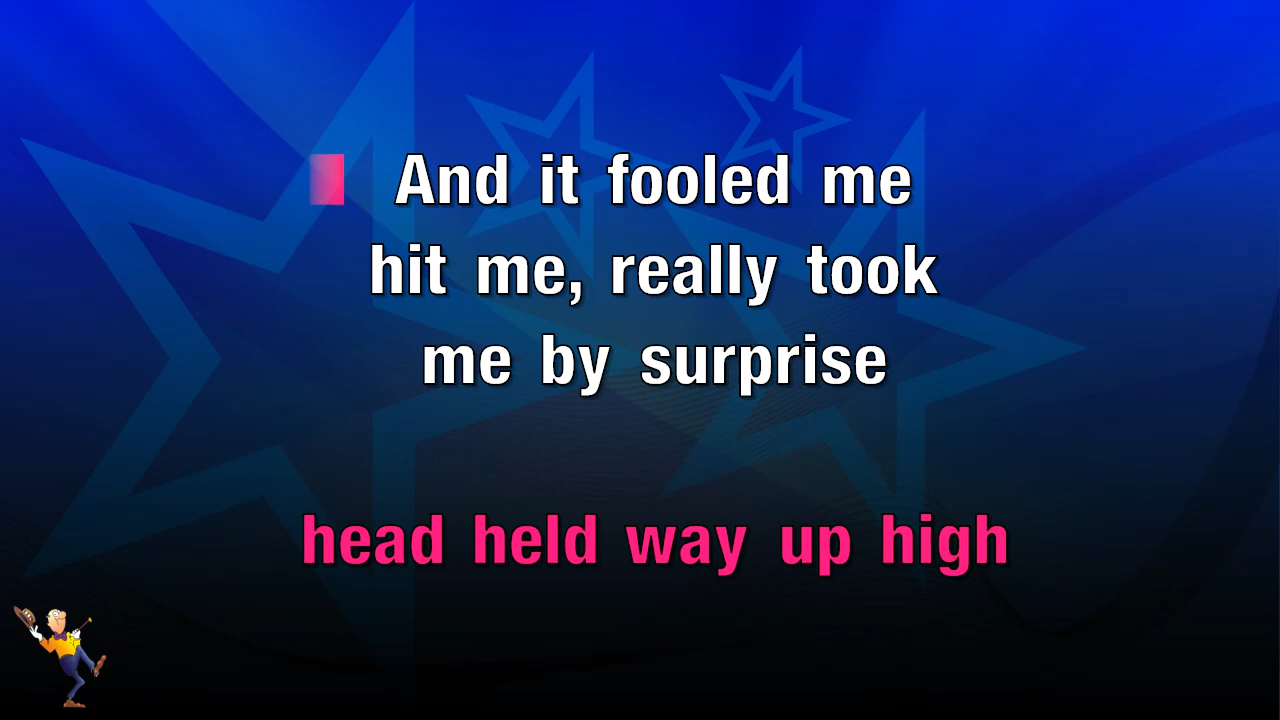 And it fooled me
hit me, really took
me by surprise
head held way up high